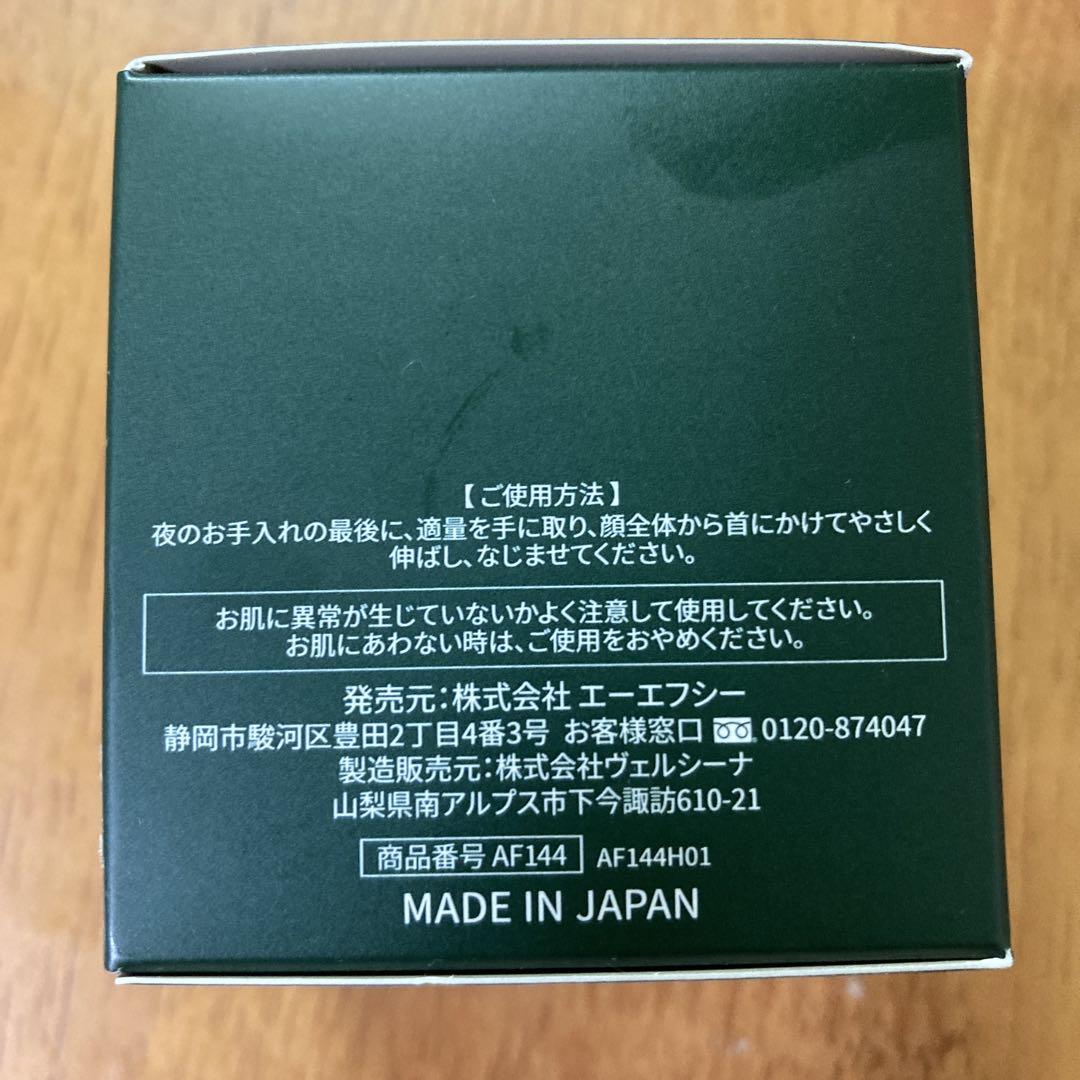 【ご使用方法】
夜のお手入れの最後に、適量を手に取り、顔全体から首にかけてやさしく
伸ばし、なじませてください。
お肌に異常が生じていないかよく注意して使用してください。
お肌にあわない時は、ご使用をおやめください。
発売元：株式会社 エーエフシー
静岡市駿河区豊田2丁目4番3号 お客様窓口 0120-874047
製造販売元：株式会社ヴェルシーナ
山梨県南アルプス市下今諏訪610-21
商品番号 AF144 AF144H01
MADE IN JAPAN